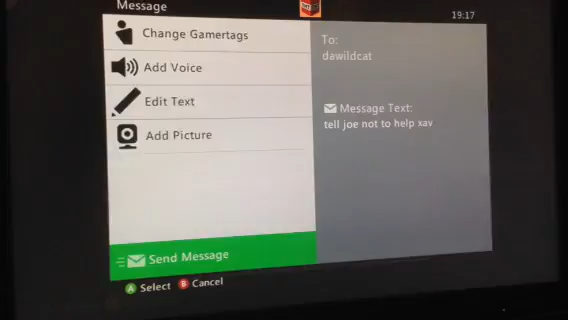 Message
19:17
Change Gamertags
Add Voice
Edit Text
Add Picture
Send Message
To:
dawildcat
Message Text:
tell joe not to help xav
A Select B Cancel